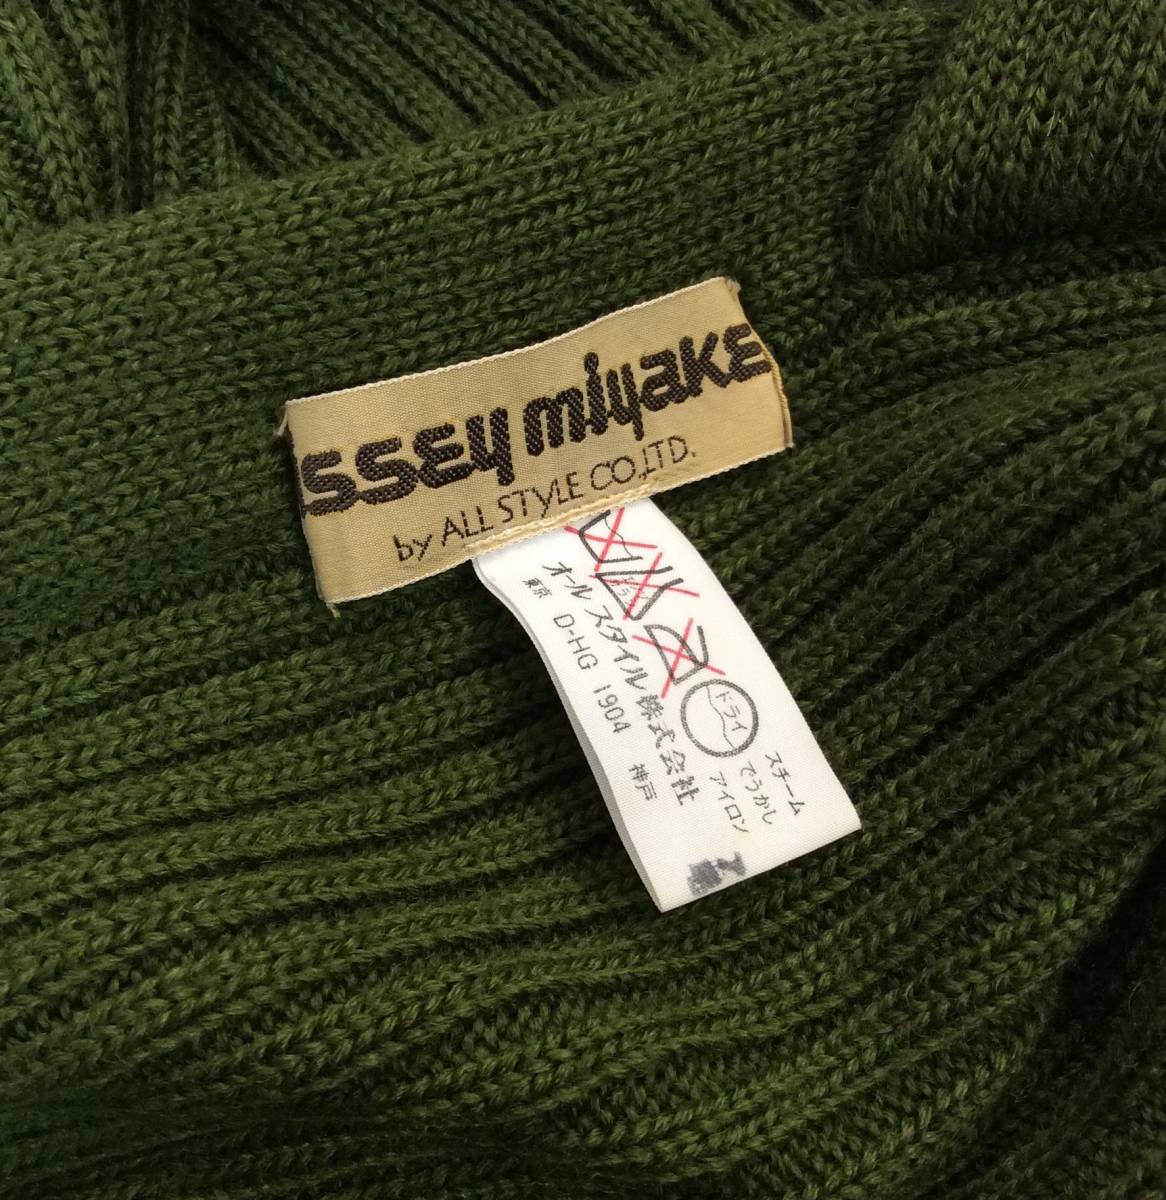 ISSEY miyakE
by ALL STYLE CO.,LTD.
オールスタイル株式会社
東京 D-HG 1904 神戸
ドライ
スチーム
でうかし
アイロン